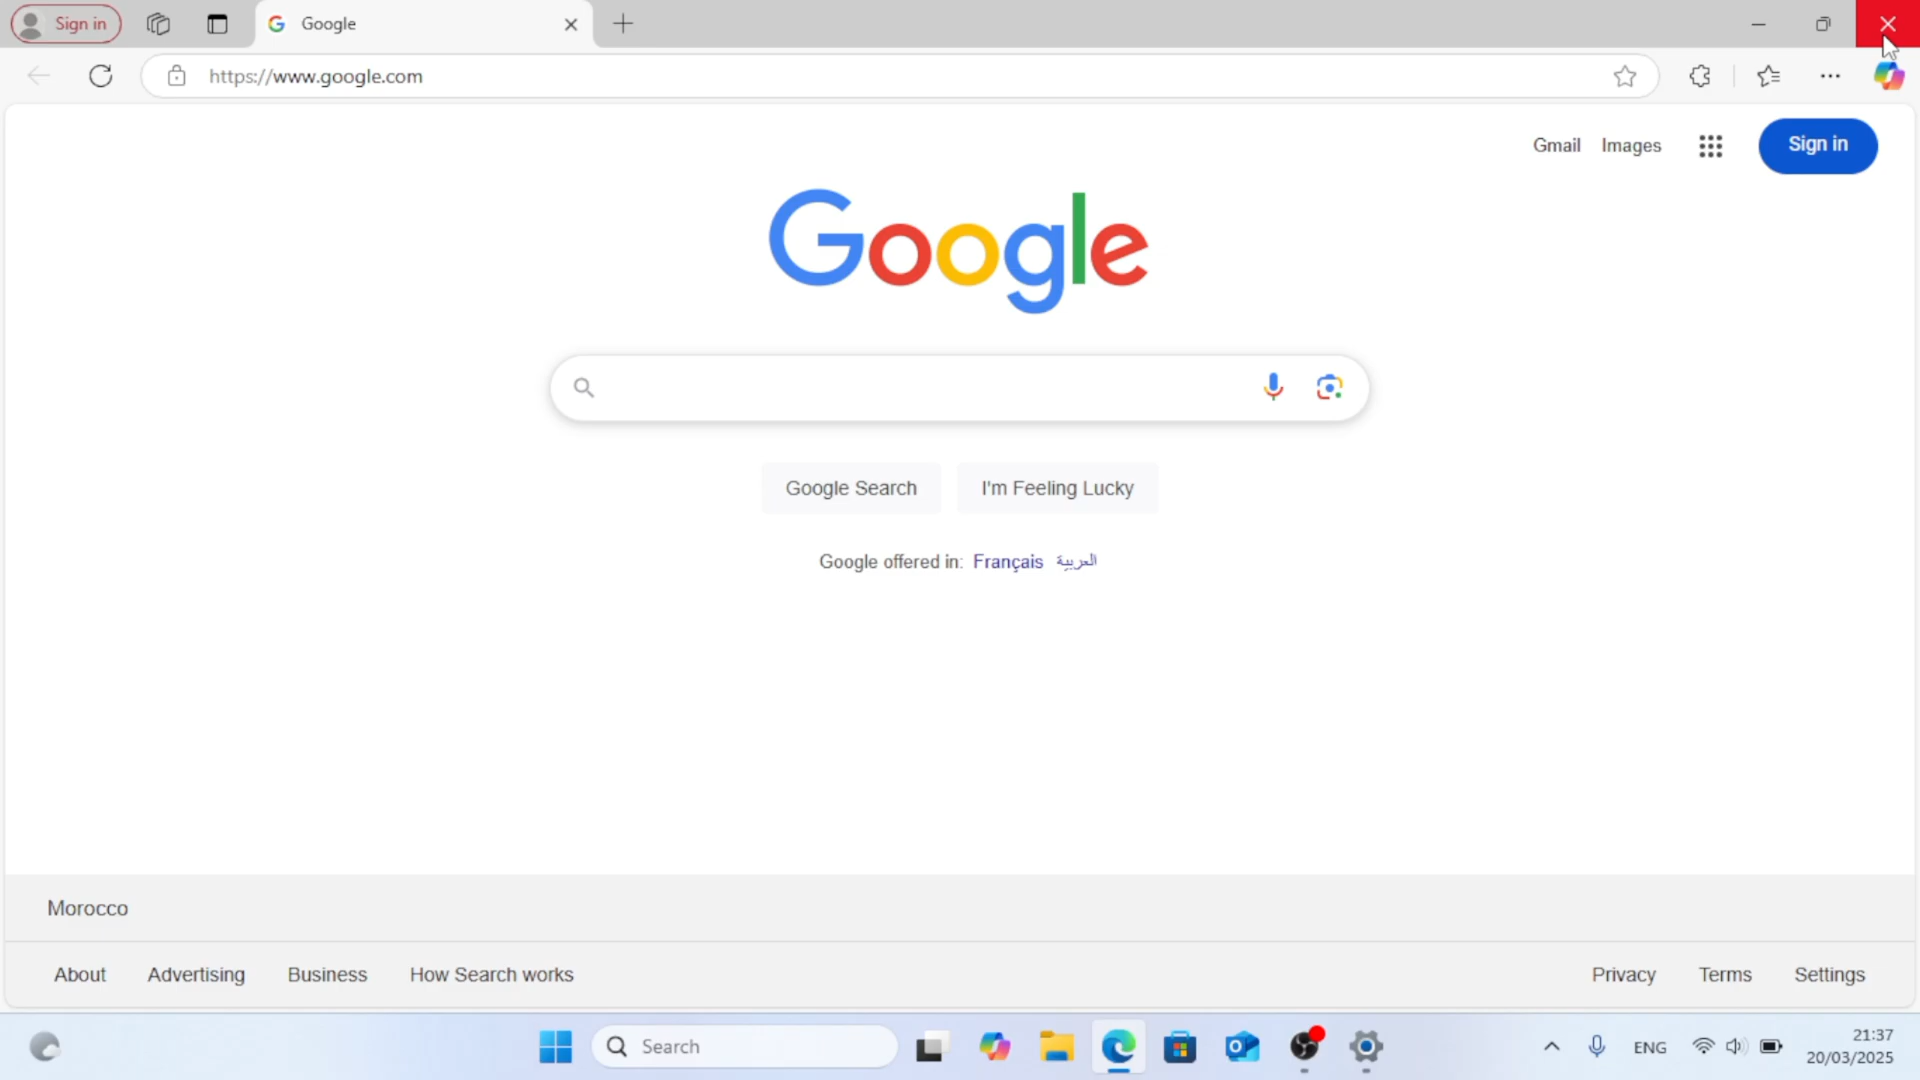 Sign in
Google
https://www.google.com
Gmail Images Sign in
Google
Google Search I'm Feeling Lucky
Google offered in: Français العربية
Morocco
About Advertising Business How Search works Privacy Terms Settings
Search ENG 21:37
20/03/2025